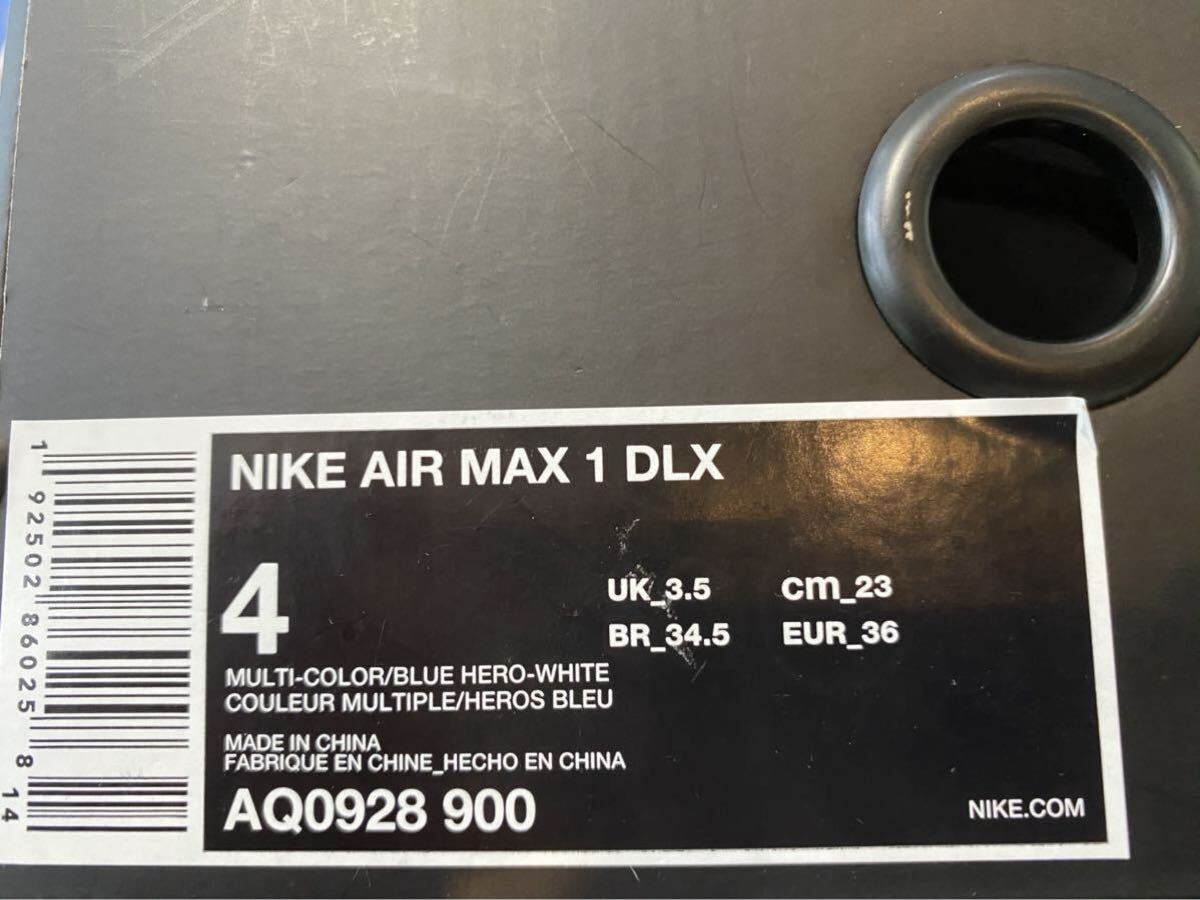 NIKE AIR MAX 1 DLX
4
UK_3.5 cm_23
BR_34.5 EUR_36
MULTI-COLOR/BLUE HERO-WHITE
COULEUR MULTIPLE/HEROS BLEU
MADE IN CHINA
FABRIQUE EN CHINE_HECHO EN CHINA
AQ0928 900
NIKE.COM
1 92502 86025 8 14